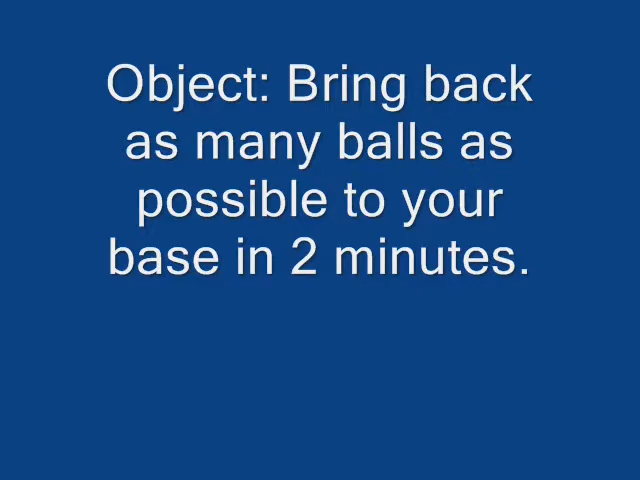 Object: Bring back
as many balls as
possible to your
base in 2 minutes.